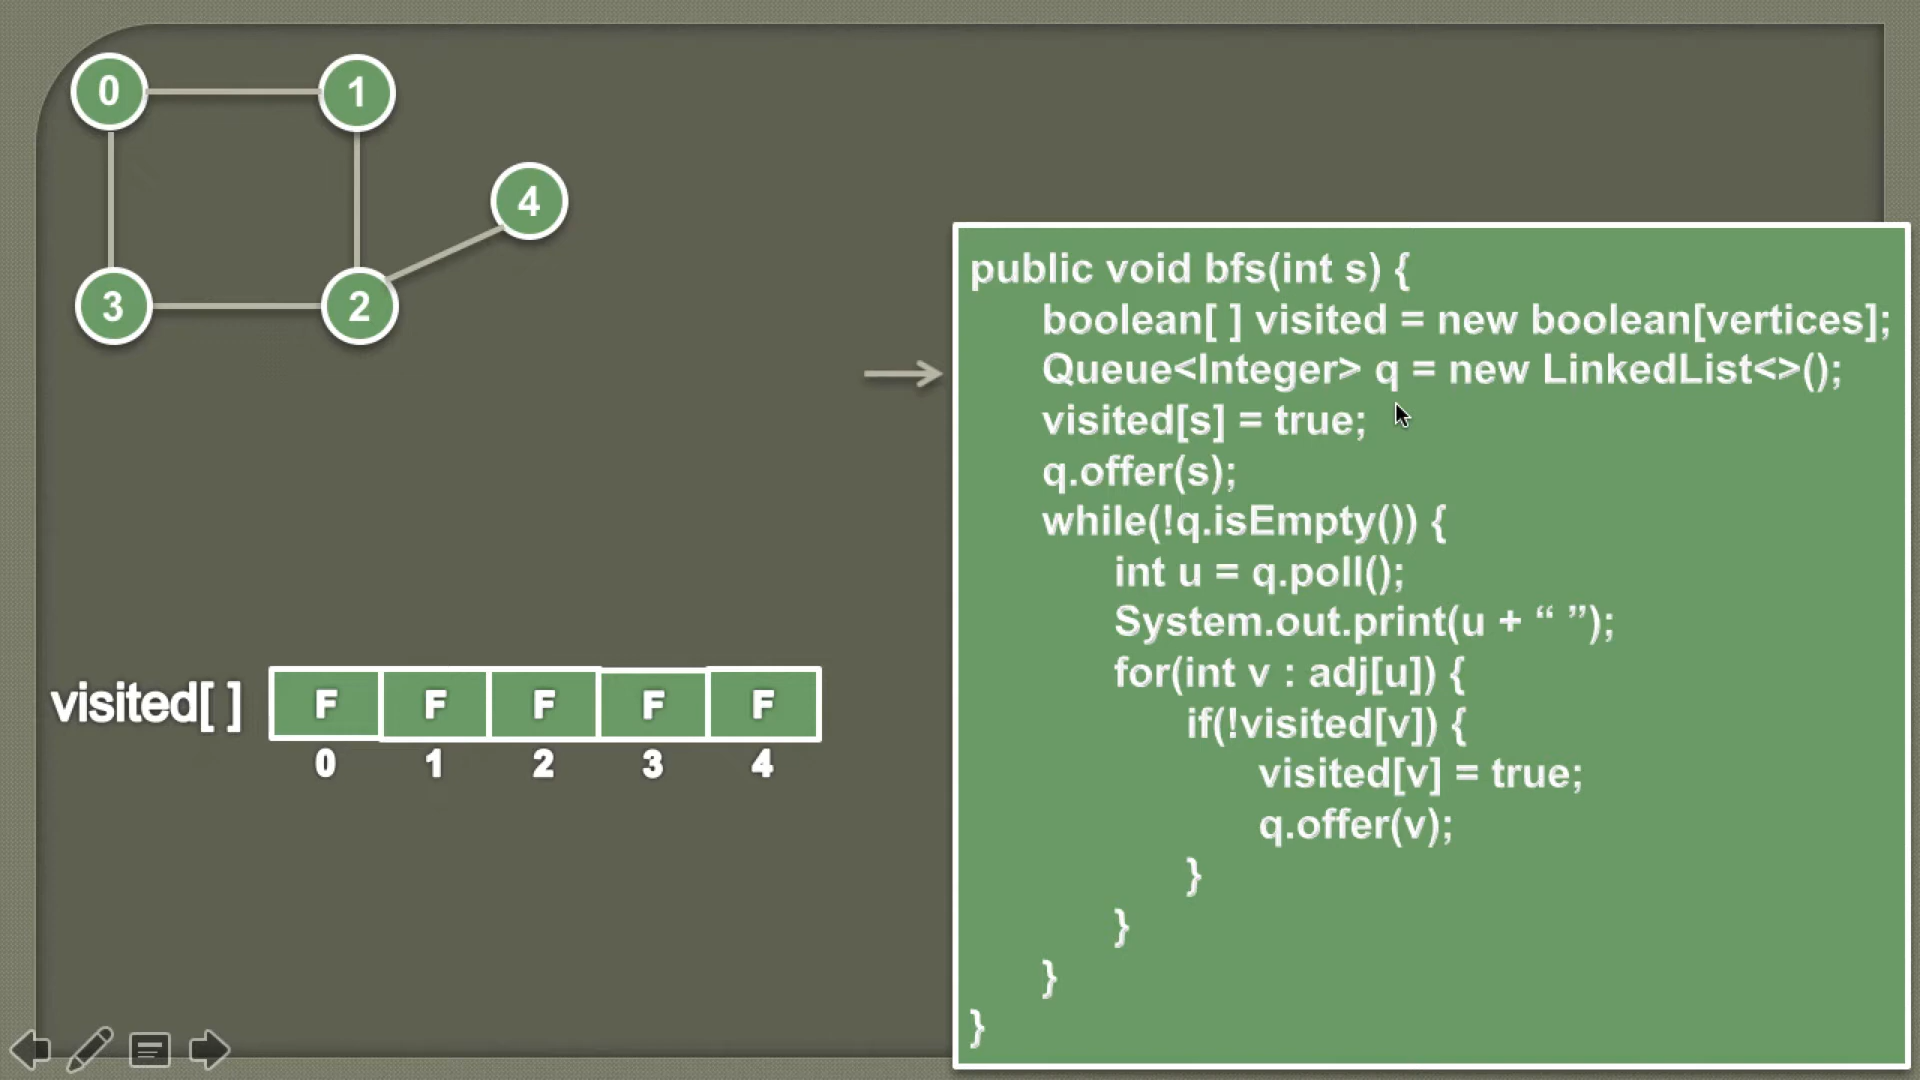 0 1
4
3 2
public void bfs(int s) {
boolean[ ] visited = new boolean[vertices];
Queue<Integer> q = new LinkedList<>();
visited[s] = true;
q.offer(s);
while(!q.isEmpty()) {
int u = q.poll();
System.out.print(u + “ ”);
for(int v : adj[u]) {
if(!visited[v]) {
visited[v] = true;
q.offer(v);
}
}
}
}
visited[ ] F F F F F
0 1 2 3 4